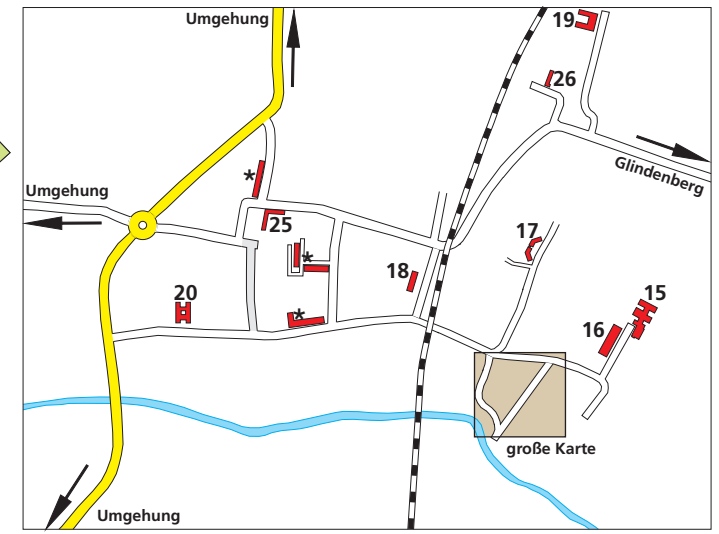 Umgehung
19
26
Glindenberg
*
Umgehung
25
17
*
18
20
15
*
16
große Karte
Umgehung